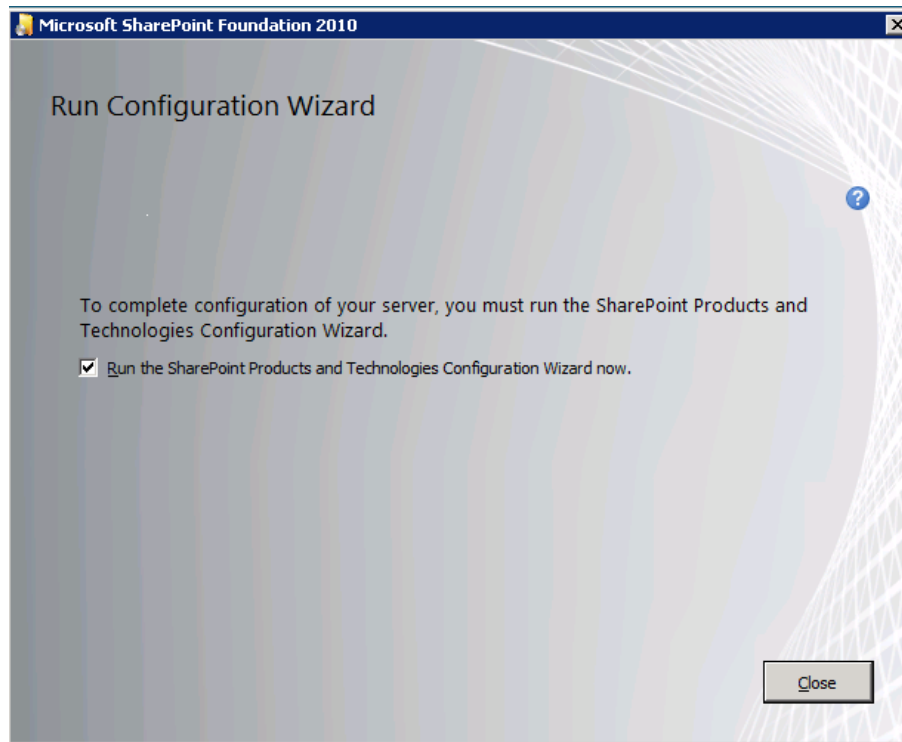 Microsoft SharePoint Foundation 2010
Run Configuration Wizard
?
To complete configuration of your server, you must run the SharePoint Products and
Technologies Configuration Wizard.
Run the SharePoint Products and Technologies Configuration Wizard now.
Close